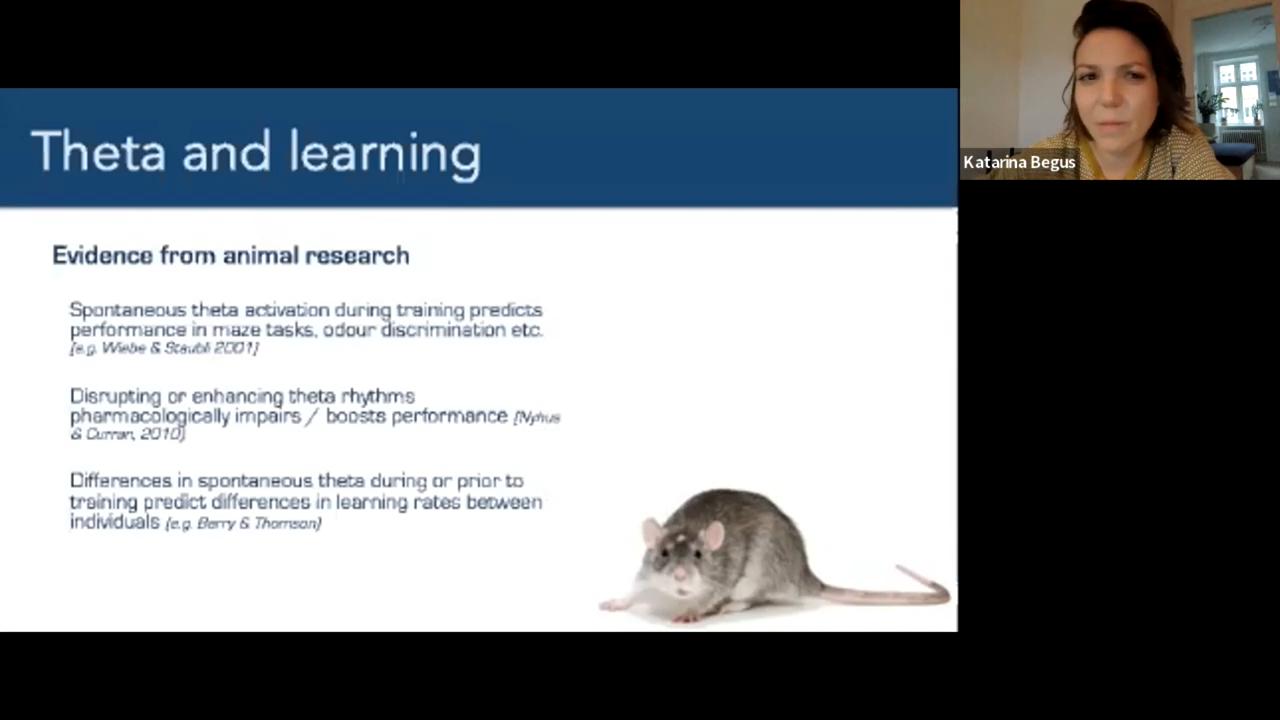 Theta and learning
Katarina Begus
Evidence from animal research
Spontaneous theta activation during training predicts
performance in maze tasks, odour discrimination etc.
[e.g. Wiebe & Staubli 2001]
Disrupting or enhancing theta rhythms
pharmacologically impairs / boosts performance [Nyhus
& Curran, 2010]
Differences in spontaneous theta during or prior to
training predict differences in learning rates between
individuals [e.g. Berry & Thomson]